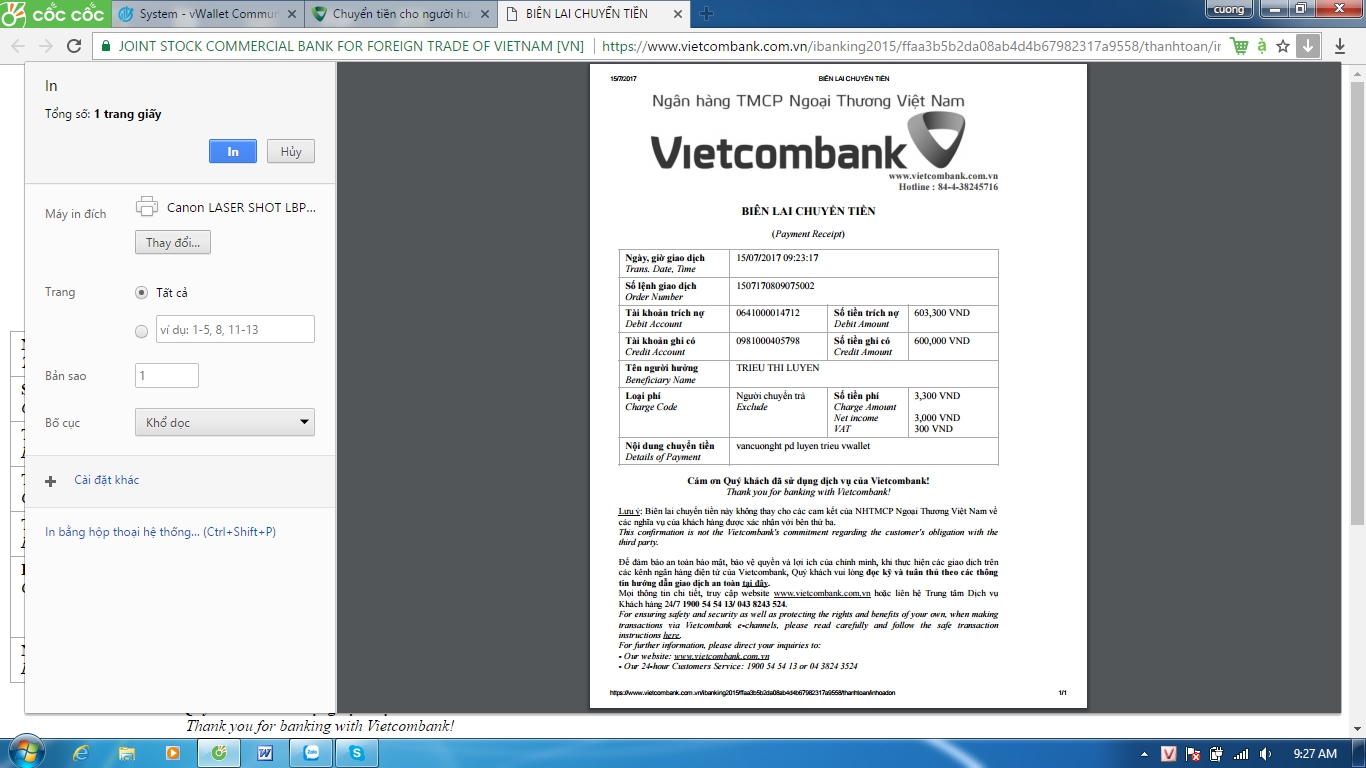 cốc cốc
System - vWallet Commun
Chuyển tiền cho người hư
BIÊN LAI CHUYỂN TIỀN
cuong
JOINT STOCK COMMERCIAL BANK FOR FOREIGN TRADE OF VIETNAM [VN]
https://www.vietcombank.com.vn/ibanking2015/ffaa3b5b2da08ab4d4b67982317a9558/thanhtoan/in
In
Tổng số: 1 trang giấy
In
Hủy
Máy in đích
Canon LASER SHOT LBP...
Thay đổi...
Trang
Tất cả
ví dụ: 1-5, 8, 11-13
Bản sao
1
Bố cục
Khổ dọc
Cài đặt khác
In bằng hộp thoại hệ thống... (Ctrl+Shift+P)
15/7/2017
BIÊN LAI CHUYỂN TIỀN
Ngân hàng TMCP Ngoại Thương Việt Nam
Vietcombank
www.vietcombank.com.vn
Hotline : 84-4-38245716
BIÊN LAI CHUYỂN TIỀN
(Payment Receipt)
Ngày, giờ giao dịch 15/07/2017 09:23:17
Trans. Date, Time
Số lệnh giao dịch 1507170809075002
Order Number
Tài khoản trích nợ 0641000014712 Số tiền trích nợ 603,300 VND
Debit Account Debit Amount
Tài khoản ghi có 0981000405798 Số tiền ghi có 600,000 VND
Credit Account Credit Amount
Tên người hưởng TRIEU THI LUYEN
Beneficiary Name
Loại phí Người chuyển trả Số tiền phí 3,300 VND
Charge Code Exclude Charge Amount
Net income 3,000 VND
VAT 300 VND
Nội dung chuyển tiền vancuonght pd luyen trieu vwallet
Details of Payment
Cám ơn Quý khách đã sử dụng dịch vụ của Vietcombank!
Thank you for banking with Vietcombank!
Lưu ý: Biên lai chuyển tiền này không thay cho các cam kết của NHTMCP Ngoại Thương Việt Nam về
các nghĩa vụ của khách hàng được xác nhận với bên thứ ba.
This confirmation is not the Vietcombank's commitment regarding the customer's obligation with the
third party.
Để đảm bảo an toàn bảo mật, bảo vệ quyền và lợi ích của chính mình, khi thực hiện các giao dịch trên
các kênh ngân hàng điện tử của Vietcombank, Quý khách vui lòng đọc kỹ và tuân thủ theo các thông
tin hướng dẫn giao dịch an toàn tại đây.
Mọi thông tin chi tiết, truy cập website www.vietcombank.com.vn hoặc liên hệ Trung tâm Dịch vụ
Khách hàng 24/7 1900 54 54 13/ 043 8243 524.
For ensuring safety and security as well as protecting the rights and benefits of your own, when making
transactions via Vietcombank e-channels, please read carefully and follow the safe transaction
instructions here.
For further information, please direct your inquiries to:
- Our website: www.vietcombank.com.vn
- Our 24-hour Customers Service: 1900 54 54 13 or 04 3824 3524
https://www.vietcombank.com.vn/ibanking2015/ffaa3b5b2da08ab4d4b67982317a9558/thanhtoan/inhoadon
1/1
Thank you for banking with Vietcombank!
9:27 AM